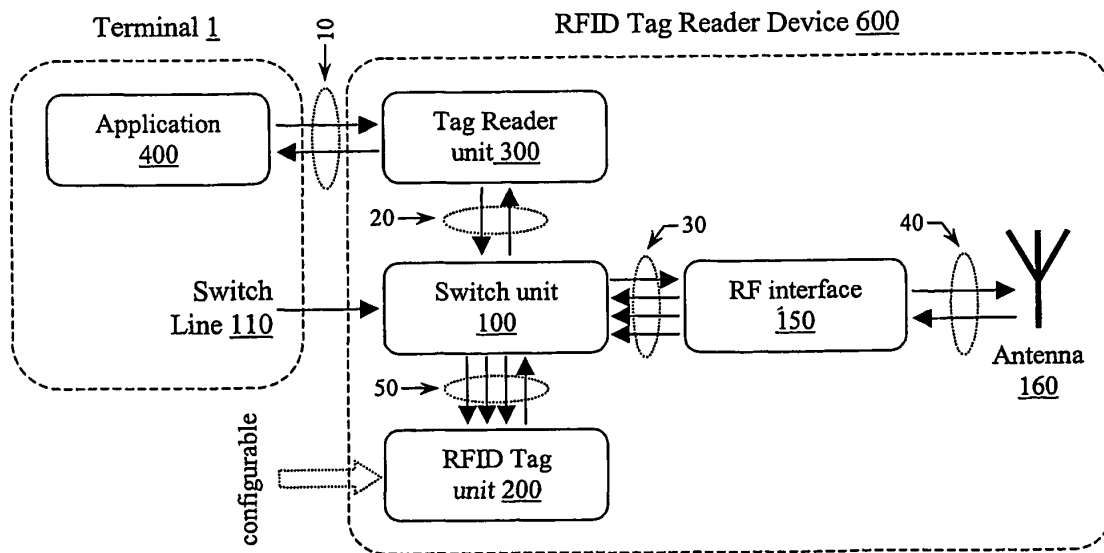 Terminal 1
10
RFID Tag Reader Device 600
Application
400
Tag Reader
unit 300
20
30
40
Switch
Line 110
Switch unit
100
RF interface
150
Antenna
160
50
configurable
RFID Tag
unit 200